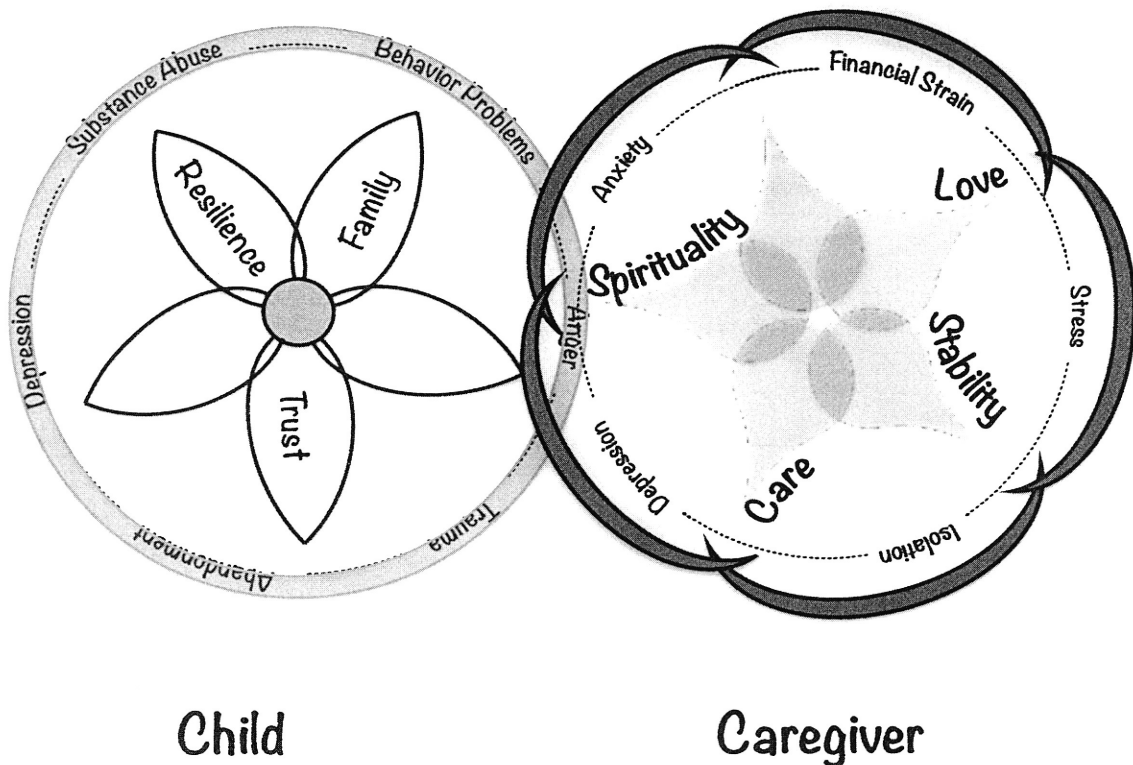 Substance Abuse
Behavior Problems
Depression
Anger
Trauma
Abandonment
Resilience
Family
Trust
Financial Strain
Anxiety
Stress
Depression
Isolation
Love
Spirituality
Stability
Care
Child
Caregiver